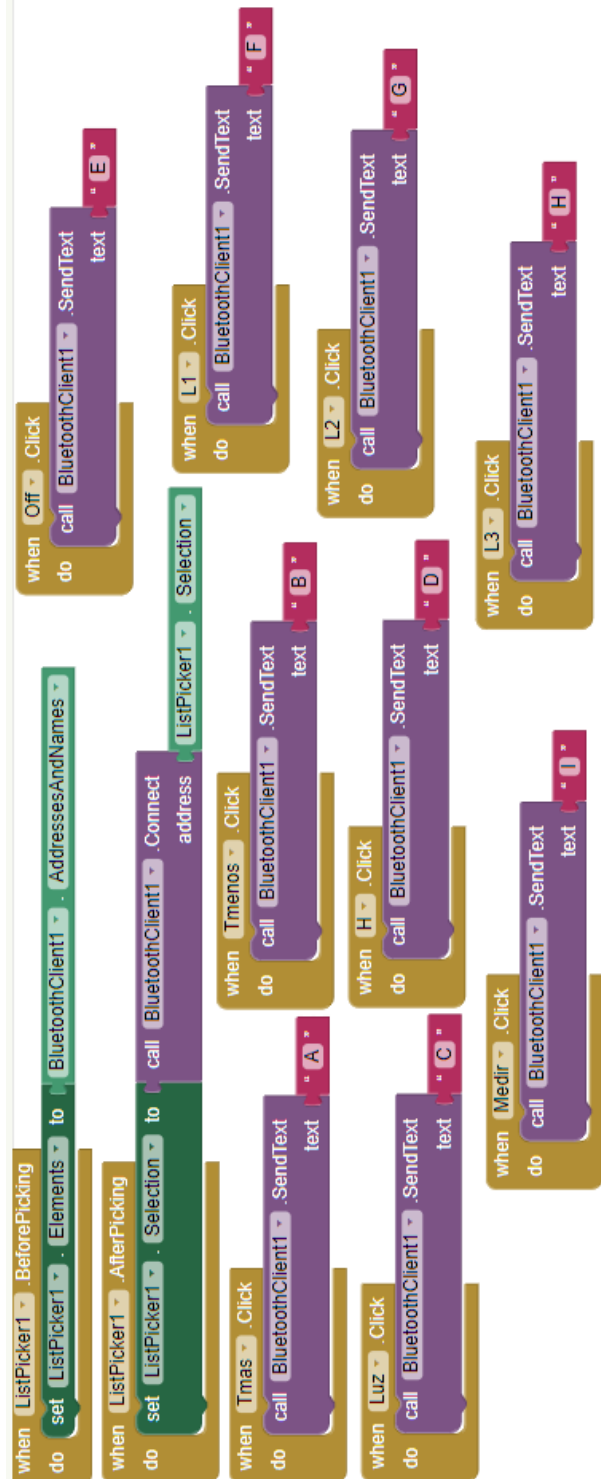 when ListPicker1 .BeforePicking
do set ListPicker1 . Elements to BluetoothClient1 . AddressesAndNames
when ListPicker1 .AfterPicking
do set ListPicker1 . Selection to call BluetoothClient1 .Connect
address ListPicker1 . Selection
when Tmas .Click
do call BluetoothClient1 .SendText
text " A "
when Luz .Click
do call BluetoothClient1 .SendText
text " C "
when Tmenos .Click
do call BluetoothClient1 .SendText
text " B "
when H .Click
do call BluetoothClient1 .SendText
text " D "
when Medir .Click
do call BluetoothClient1 .SendText
text " I "
when Off .Click
do call BluetoothClient1 .SendText
text " E "
when L1 .Click
do call BluetoothClient1 .SendText
text " F "
when L2 .Click
do call BluetoothClient1 .SendText
text " G "
when L3 .Click
do call BluetoothClient1 .SendText
text " H "